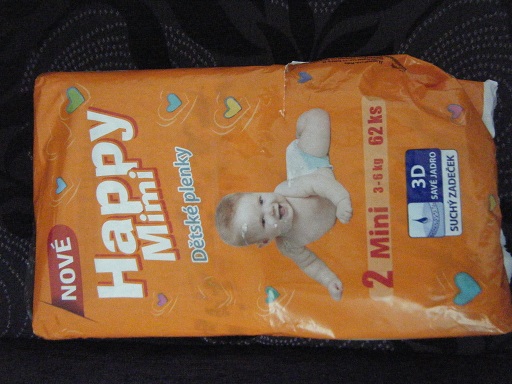 NOVÉ
Happy
Mimi
Dětské plenky
2 Mini 3-6 kg 62 ks
3D
SAVÉ JÁDRO
SUCHÝ ZADEČEK